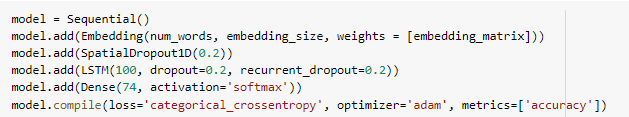 model = Sequential()
model.add(Embedding(num_words, embedding_size, weights = [embedding_matrix]))
model.add(SpatialDropout1D(0.2))
model.add(LSTM(100, dropout=0.2, recurrent_dropout=0.2))
model.add(Dense(74, activation='softmax'))
model.compile(loss='categorical_crossentropy', optimizer='adam', metrics=['accuracy'])